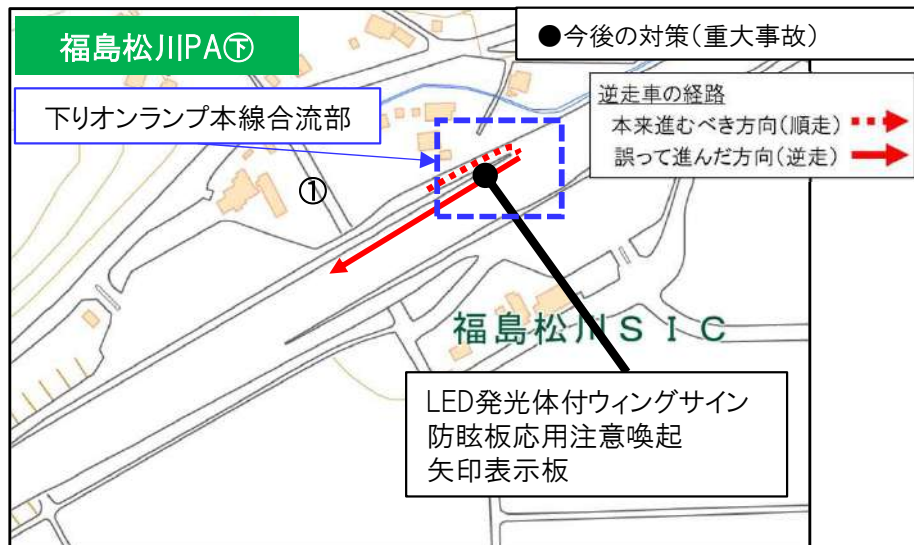 福島松川PA㊦
●今後の対策(重大事故)
下りオンランプ本線合流部
逆走車の経路
本来進むべき方向(順走)
誤って進んだ方向(逆走)
①
福島松川SIC
LED発光体付ウィングサイン
防眩板応用注意喚起
矢印表示板